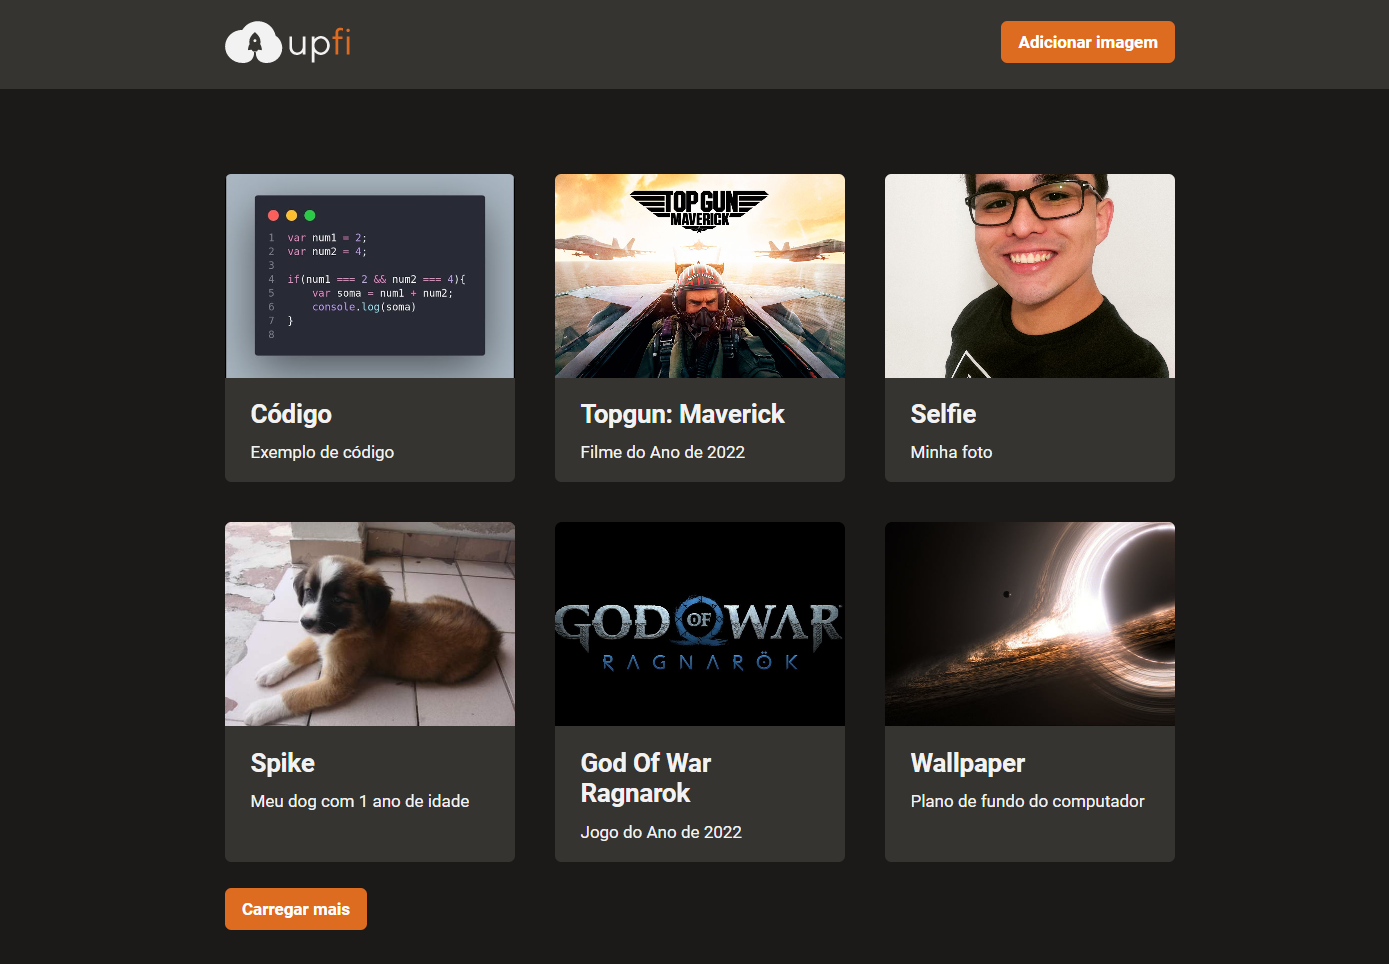 upfi
Adicionar imagem
1 var num1 = 2;
2 var num2 = 4;
3
4 if(num1 === 2 && num2 === 4){
5 var soma = num1 + num2;
6 console.log(soma)
7 }
8
TOP GUN
MAVERICK
Código
Exemplo de código
Topgun: Maverick
Filme do Ano de 2022
Selfie
Minha foto
GOD OF WAR
RAGNARÖK
Spike
Meu dog com 1 ano de idade
God Of War
Ragnarok
Jogo do Ano de 2022
Wallpaper
Plano de fundo do computador
Carregar mais